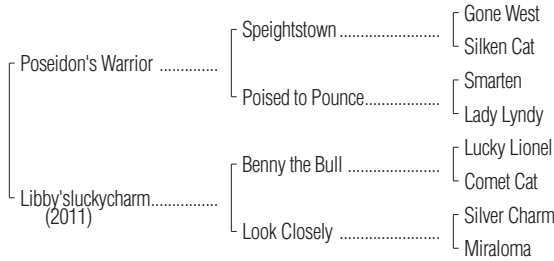 Gone West
Speightstown ....................
Silken Cat
Poseidon's Warrior ..............
Smarten
Poised to Pounce.................
Lady Lyndy
Lucky Lionel
Benny the Bull ..................
Comet Cat
Libby'sluckycharm................
(2011)
Silver Charm
Look Closely ....................
Miraloma